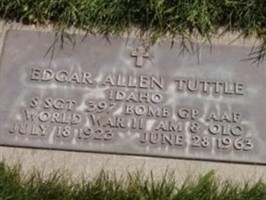 EDGAR ALLEN TUTTLE
IDAHO
S SGT 397 BOMB GP AAF
WORLD WAR II AM & OLC
JULY 18 1923 JUNE 28 1963